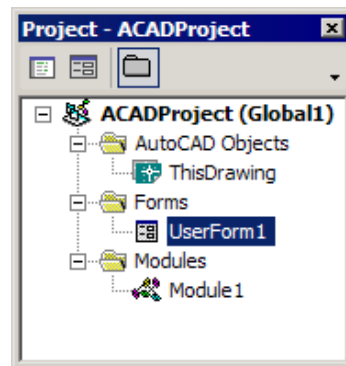 Project - ACADProject
ACADProject (Global1)
AutoCAD Objects
ThisDrawing
Forms
UserForm1
Modules
Module1